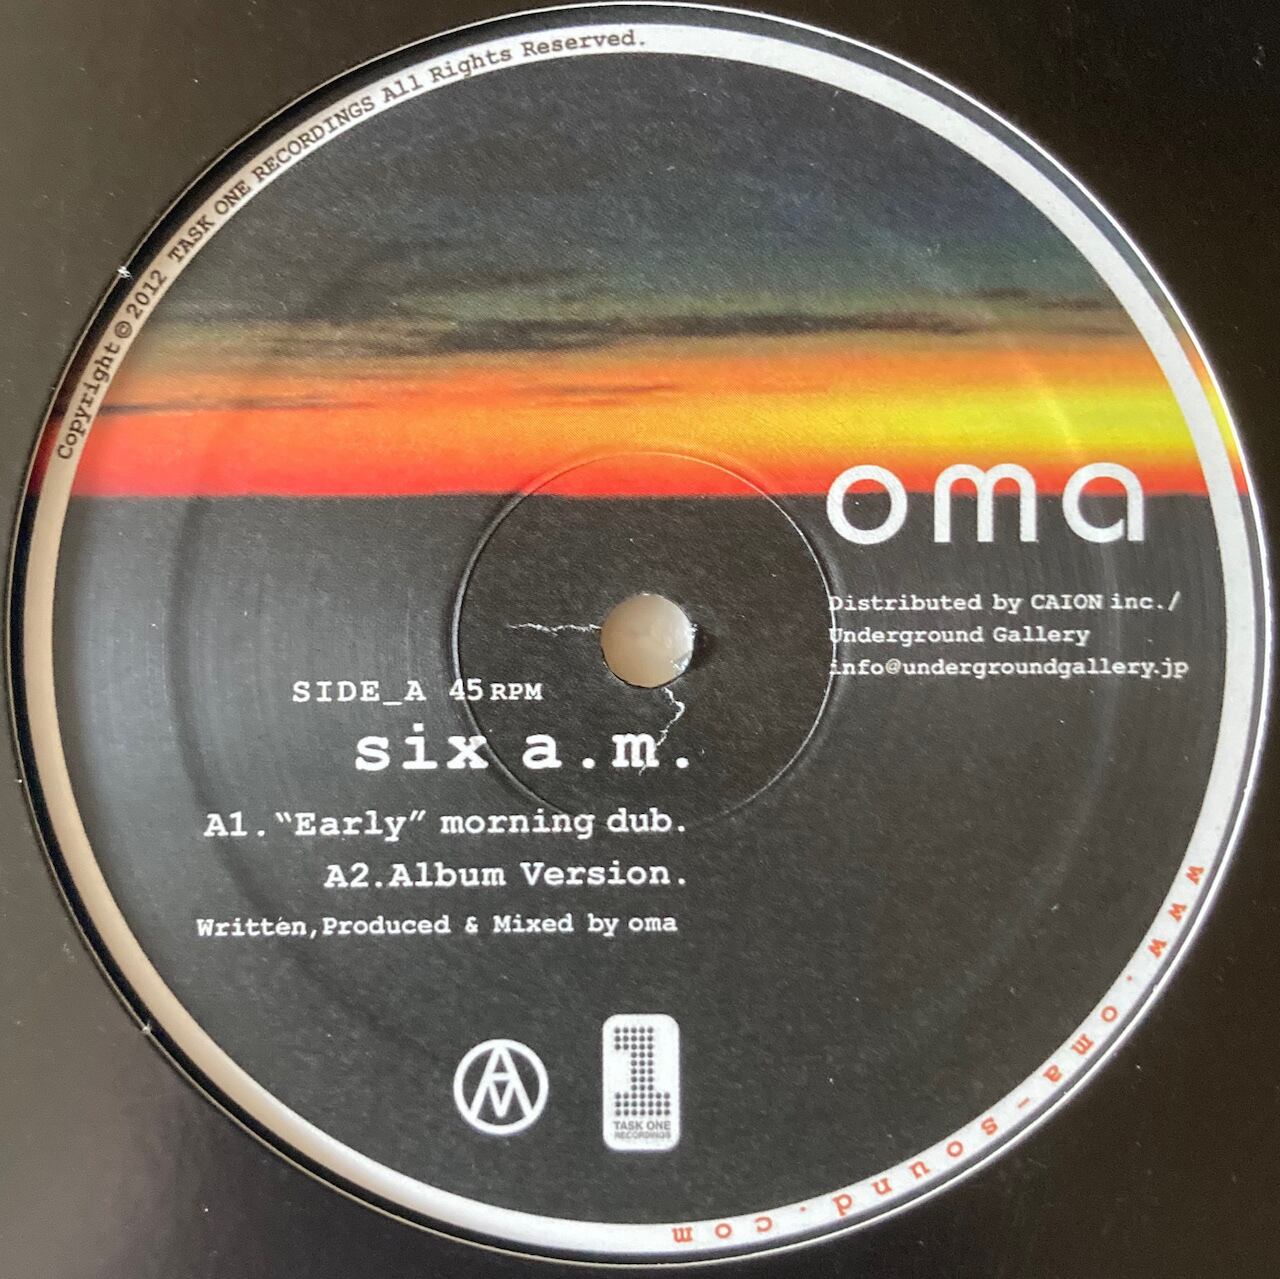 Copyright © 2012 TASK ONE RECORDINGS All Rights Reserved.
oma
Distributed by CAION inc./
Underground Gallery
info@undergroundgallery.jp
SIDE_A 45RPM
six a.m.
A1."Early" morning dub.
A2.Album Version.
Written,Produced & Mixed by oma
1
TASK ONE
RECORDINGS
www.oma-sound.com